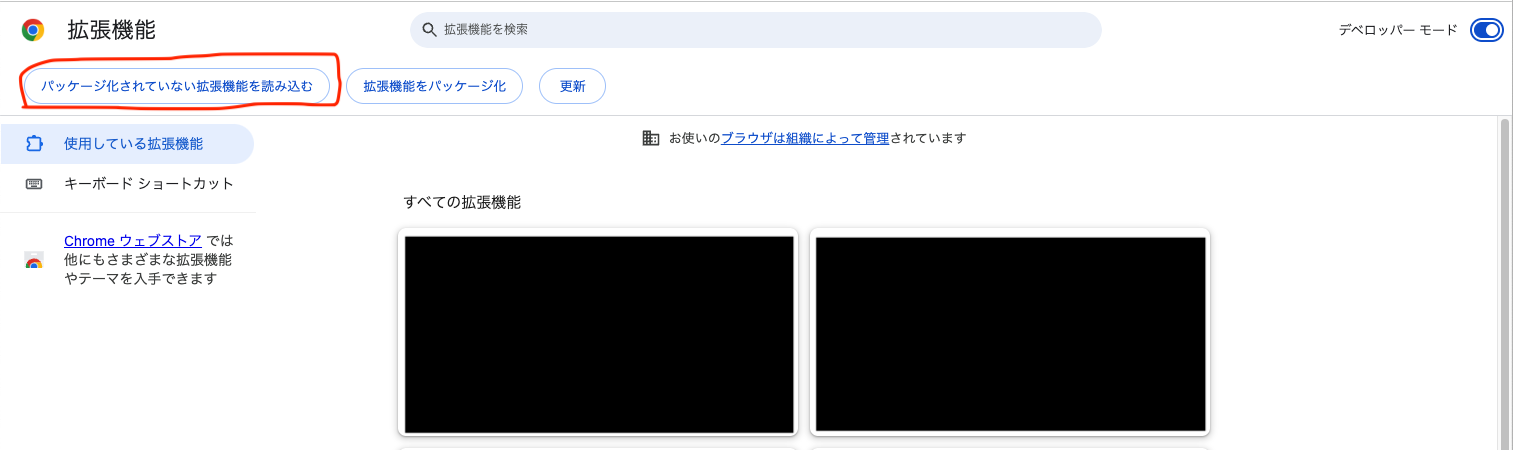 拡張機能
拡張機能を検索
デベロッパー モード
パッケージ化されていない拡張機能を読み込む
拡張機能をパッケージ化
更新
使用している拡張機能
キーボード ショートカット
Chrome ウェブストア では
他にもさまざまな拡張機能
やテーマを入手できます
お使いのブラウザは組織によって管理されています
すべての拡張機能